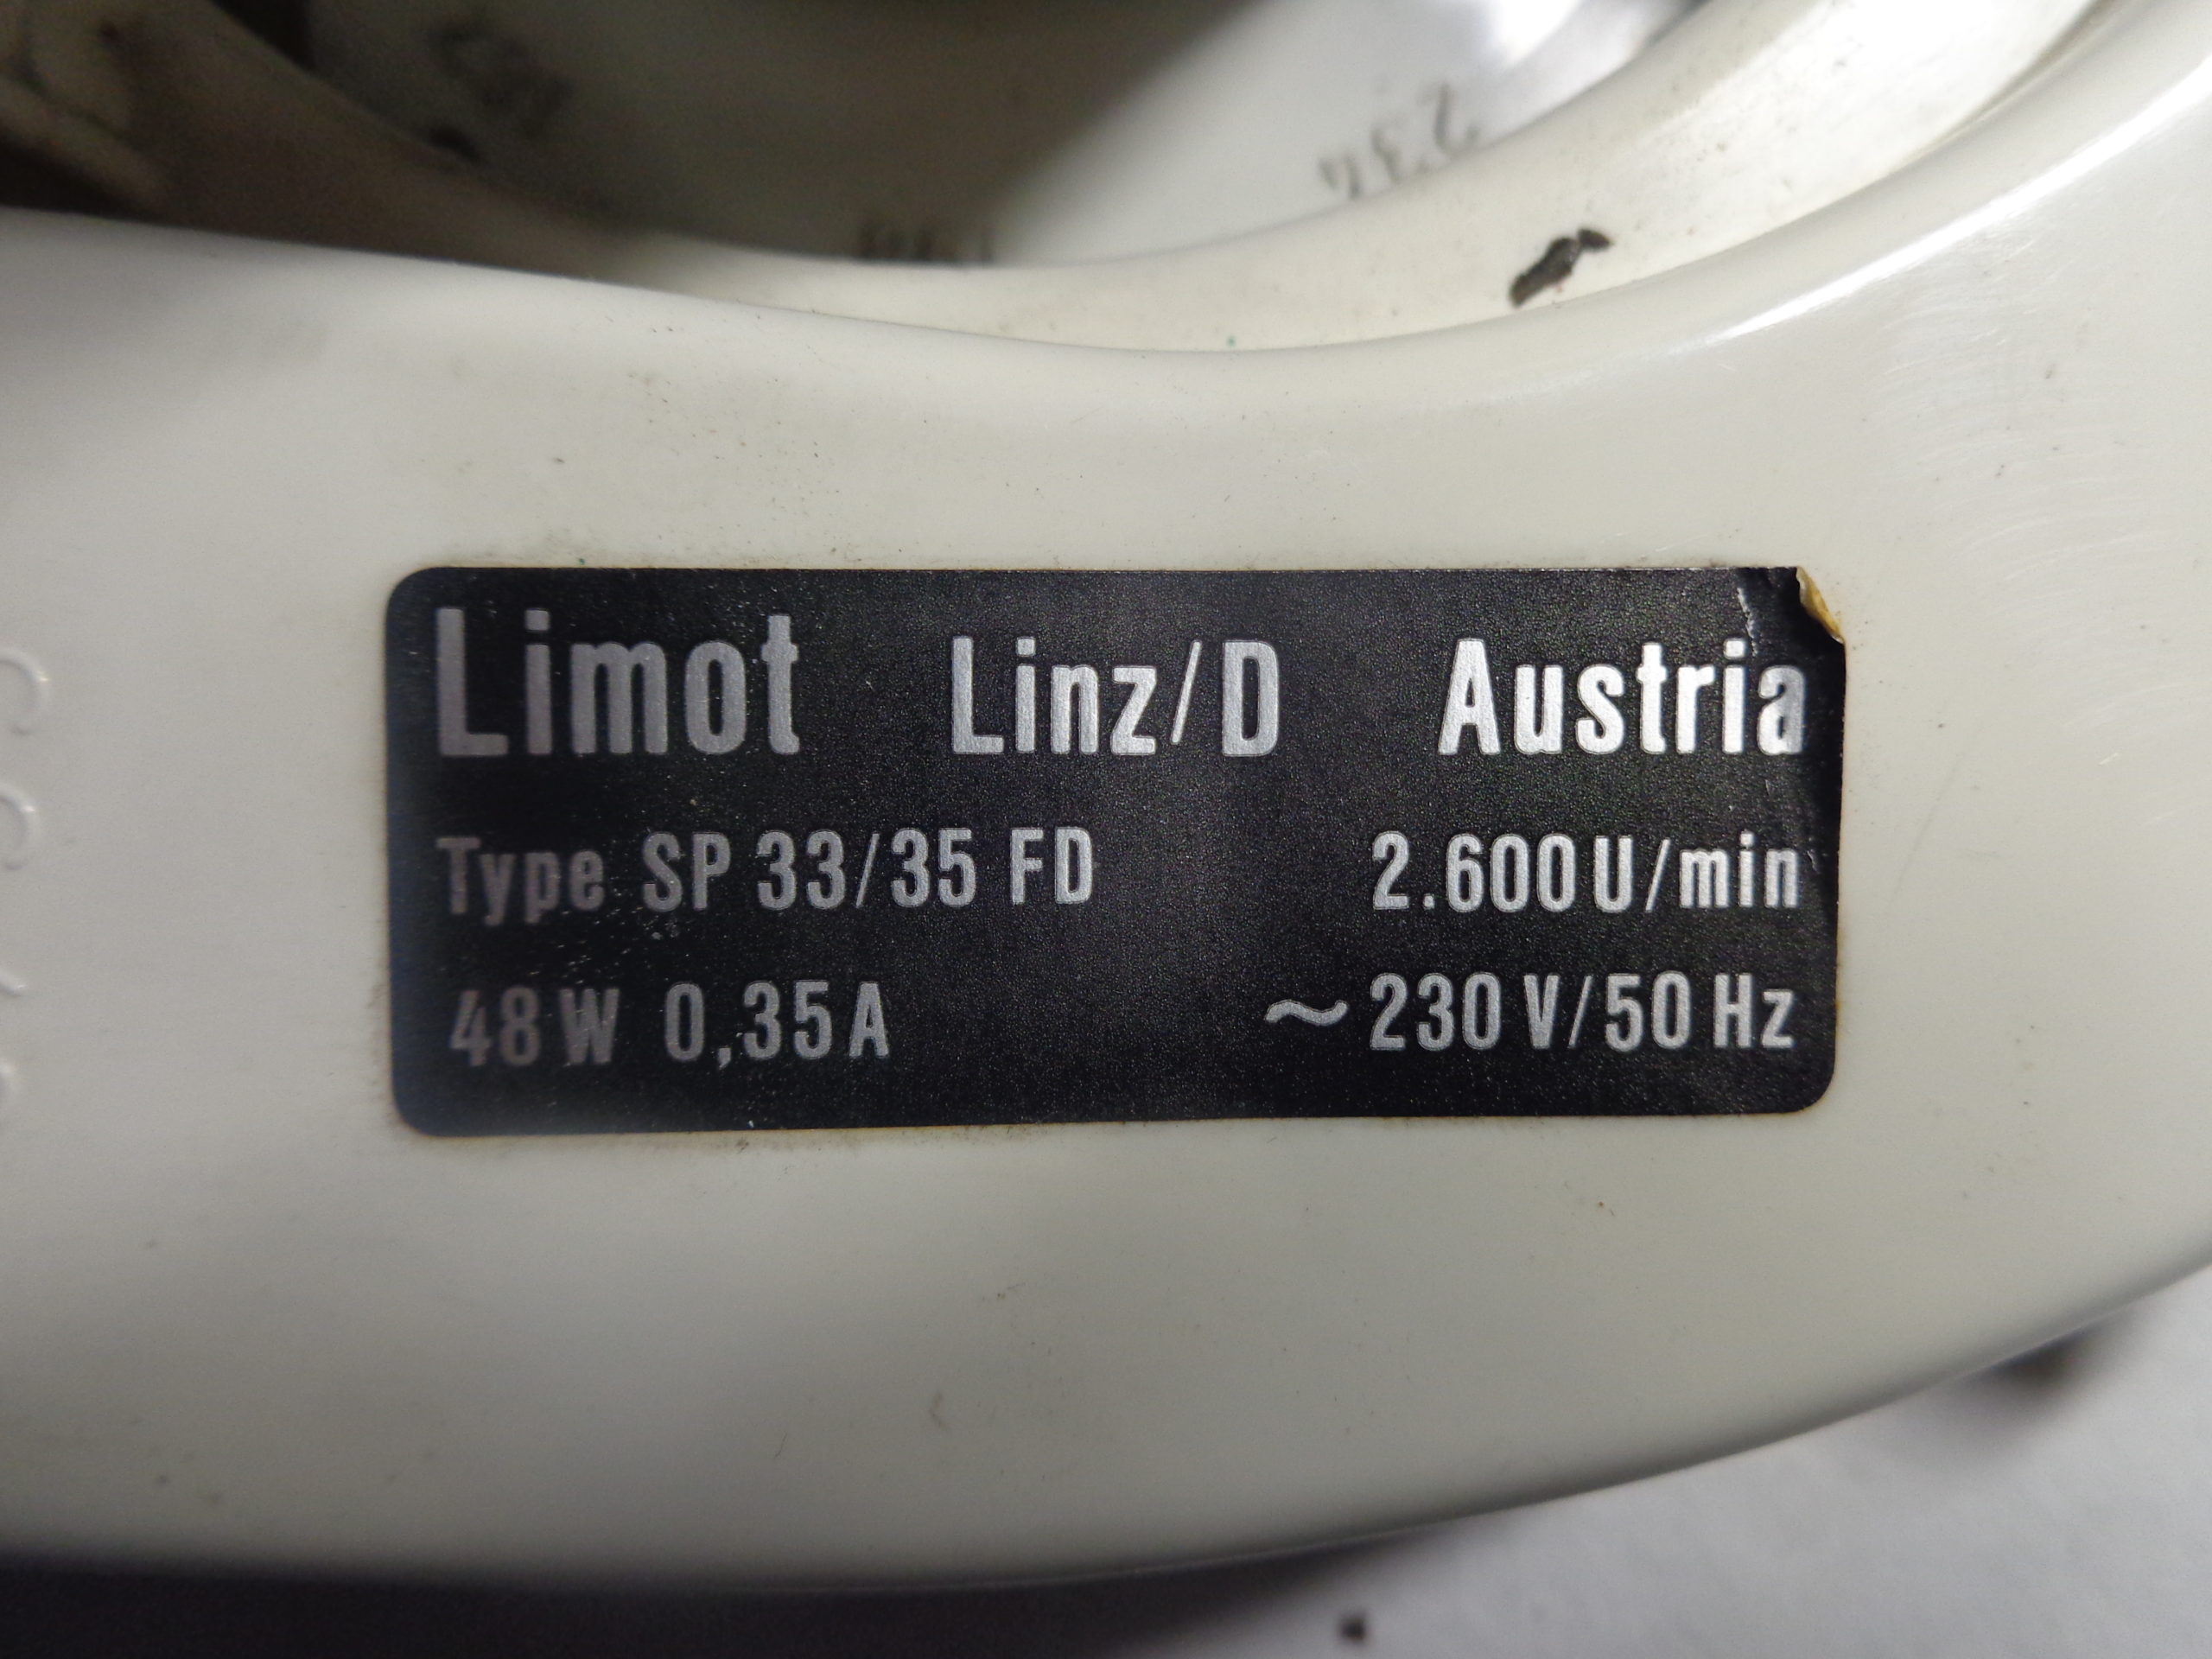 Limot Linz/D Austria
Type SP 33/35 FD 2.600 U/min
48 W 0,35 A ~ 230 V/50 Hz